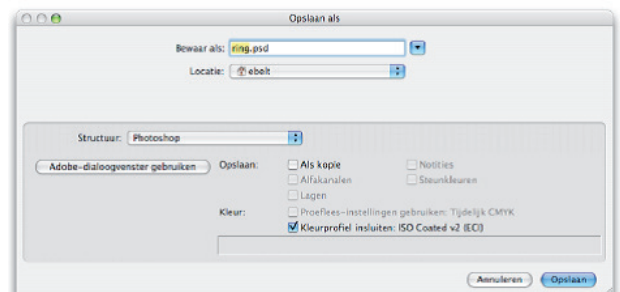 Opslaan als
Bewaar als: ring.psd
Locatie: ebelt
Structuur: Photoshop
Adobe-dialoogvenster gebruiken
Opslaan: Als kopie Notities
Alfakanalen Steunkleuren
Lagen
Kleur: Proeflees-instellingen gebruiken: Tijdelijk CMYK
Kleurprofiel insluiten: ISO Coated v2 (ECI)
Annuleren Opslaan